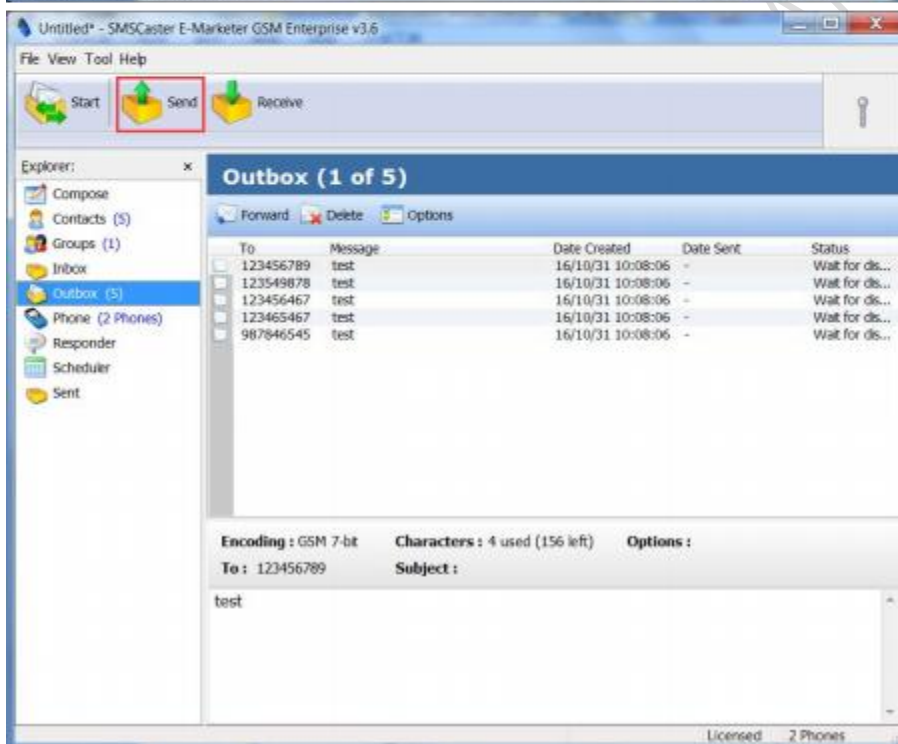 Untitled* - SMSCaster E-Marketer GSM Enterprise v3.6
File View Tool Help
Start Send Receive
Explorer: x
Compose
Contacts (5)
Groups (1)
Inbox
Outbox (5)
Phone (2 Phones)
Responder
Scheduler
Sent
Outbox (1 of 5)
Forward Delete Options
To Message Date Created Date Sent Status
123456789 test 16/10/31 10:08:06 - Wait for dis...
123549878 test 16/10/31 10:08:06 - Wait for dis...
123456467 test 16/10/31 10:08:06 - Wait for dis...
123465467 test 16/10/31 10:08:06 - Wait for dis...
987846545 test 16/10/31 10:08:06 - Wait for dis...
Encoding : GSM 7-bit Characters : 4 used (156 left) Options :
To : 123456789 Subject :
test
Licensed 2 Phones